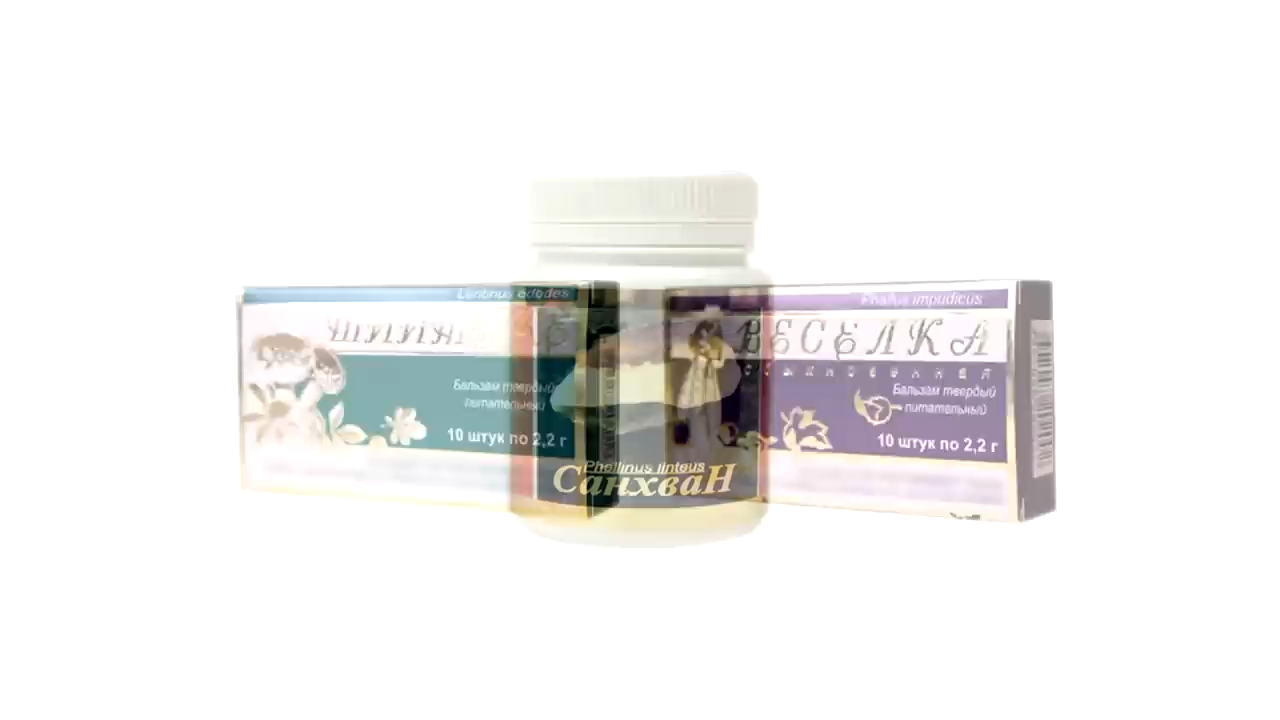 Lentinus edodes
Бальзам твердый
питательный
10 штук по 2,2 г
Phellinus linteus
СанхваН
Phallus impudicus
ВЕСЕЛКА
обыкновенная
Бальзам твердый
питательный
10 штук по 2,2 г